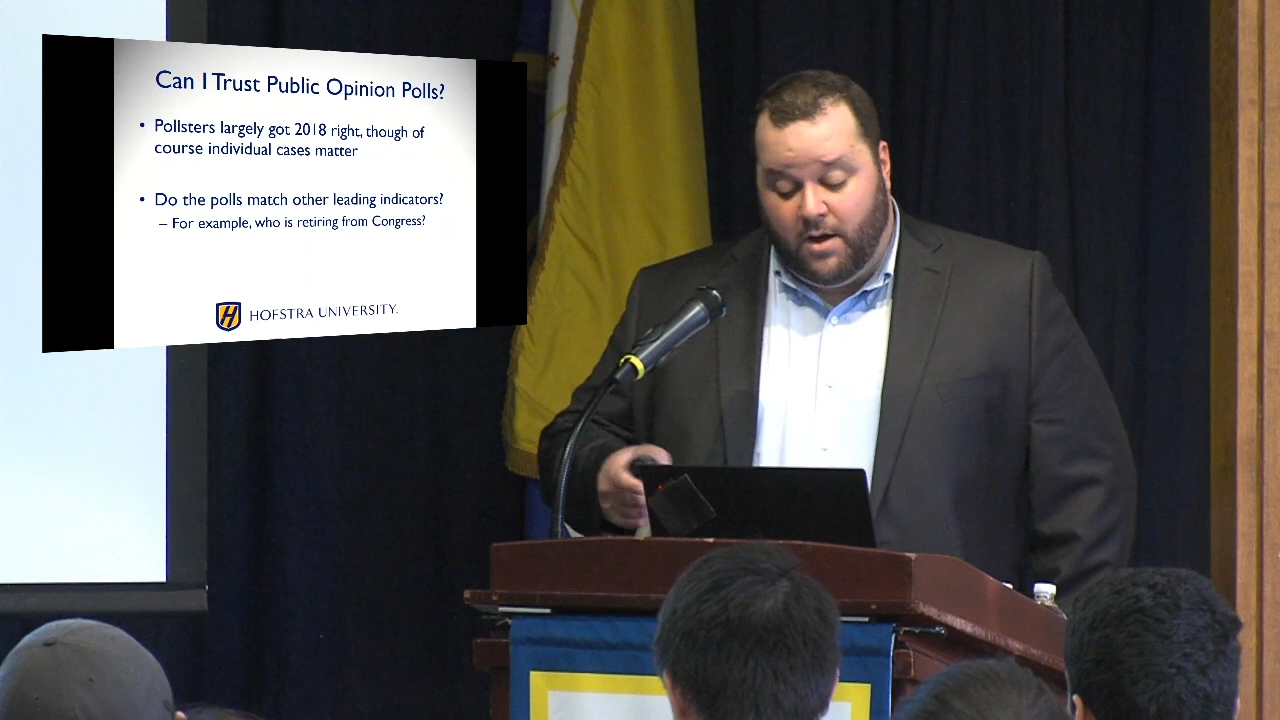 Can I Trust Public Opinion Polls?
• Pollsters largely got 2018 right, though of
course individual cases matter
• Do the polls match other leading indicators?
– For example, who is retiring from Congress?
H HOFSTRA UNIVERSITY.